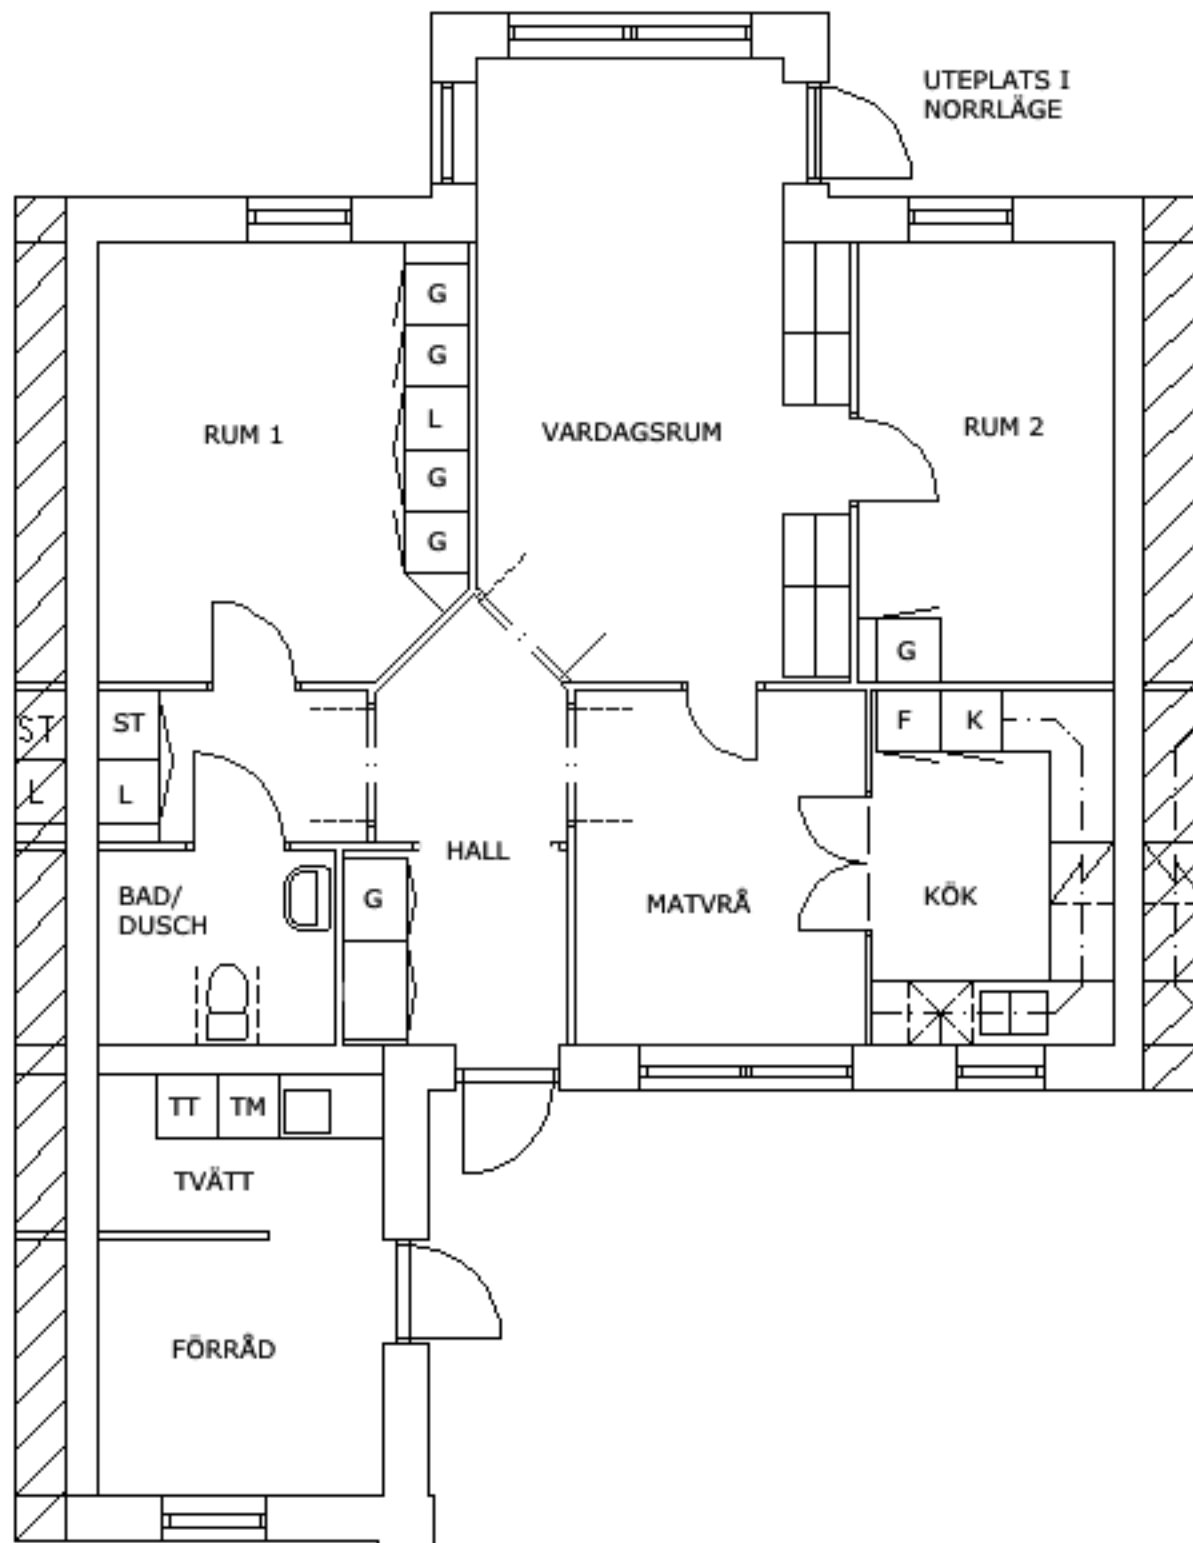 UTEPLATS I
NORRLÄGE
G
G
L
G
G
RUM 1
VARDAGSRUM
RUM 2
G
ST
ST
F
K
L
L
HALL
BAD/
DUSCH
G
MATVRÅ
KÖK
TT
TM
TVÄTT
FÖRRÅD